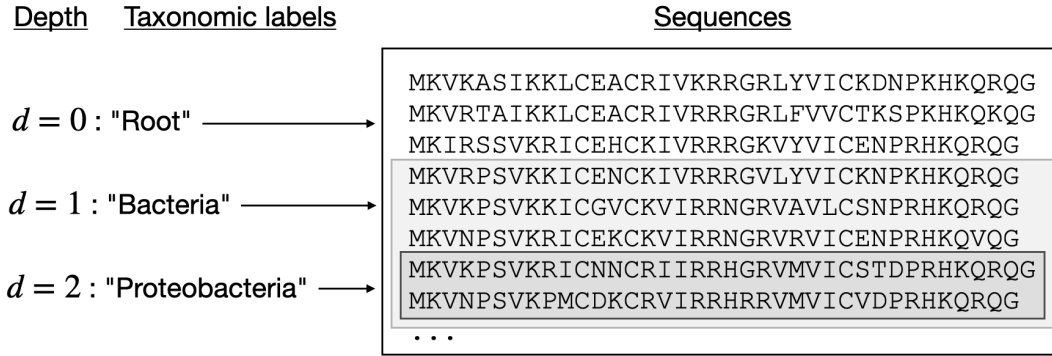 Depth Taxonomic labels Sequences
MKVKASIKKLCEACRIVKRRGRLYVICKDNPKHKQRQG
d = 0 : "Root" MKVRTAIKKLCEACRIVRRRGRLFVVCTKSPKHKQKQG
MKIRSSVKRICEHCKIVRRRGKVYVICENPRHKQRQG
MKVRPSVKKICENCKIVRRRGVLYVICKNPKHKQRQG
d = 1 : "Bacteria" MKVKPSVKKICGVCKVIRRNGRVAVLCSNPRHKQRQG
MKVNPSVKRICEKCKVIRRNGRVRVICENPRHKQVQG
MKVKPSVKRICNNCRIIRRHGRVMVICSTDPRHKQRQG
d = 2 : "Proteobacteria" MKVNPSVKPMCDKCRVIRRHRRVMVICVDPRHKQRQG
...